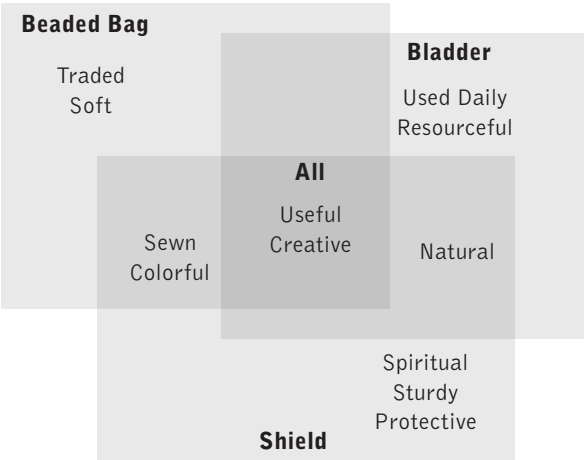 Beaded Bag
Traded
Soft
Bladder
Used Daily
Resourceful
All
Useful
Creative
Sewn
Colorful
Natural
Spiritual
Sturdy
Protective
Shield